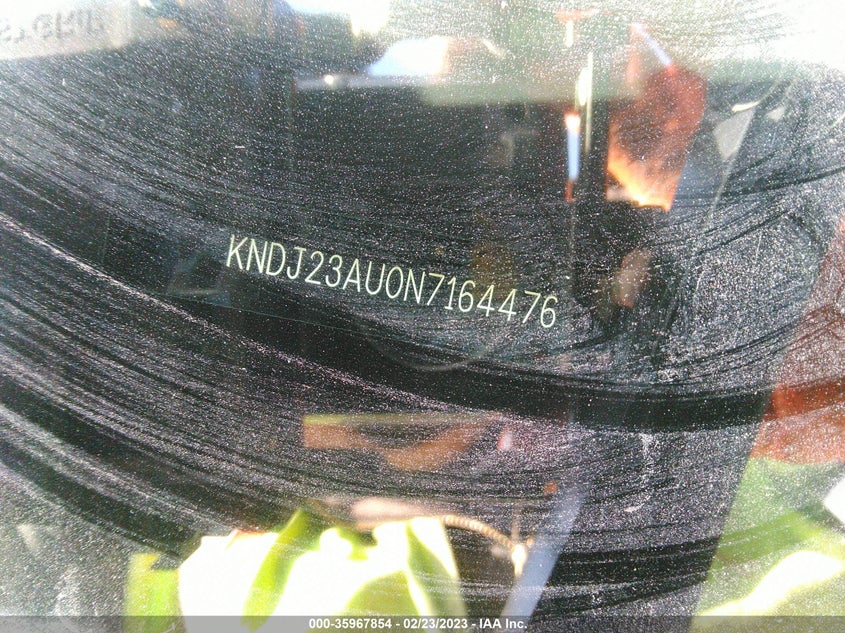 KNDJ23AU0N7164476
000-35967854 - 02/23/2023 - IAA Inc.